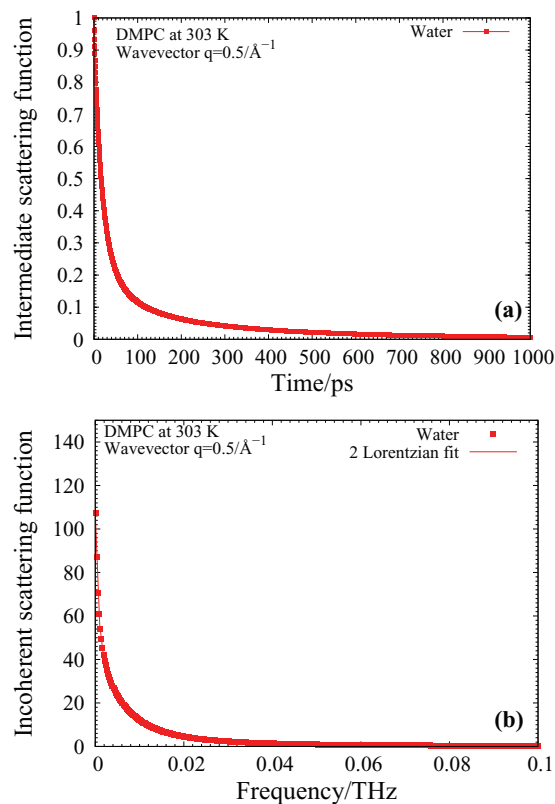 1
0.9
0.8
0.7
0.6
0.5
0.4
0.3
0.2
0.1
0
DMPC at 303 K
Wavevector q=0.5/Å⁻¹
Water
Intermediate scattering function
(a)
0 100 200 300 400 500 600 700 800 900 1000
Time/ps
140
120
100
80
60
40
20
0
DMPC at 303 K
Wavevector q=0.5/Å⁻¹
Water
2 Lorentzian fit
Incoherent scattering function
(b)
0 0.02 0.04 0.06 0.08 0.1
Frequency/THz